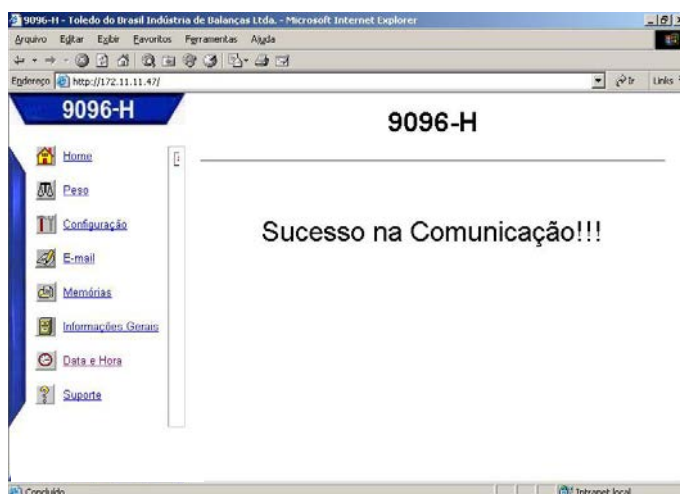 9096-H - Toledo do Brasil Indústria de Balanças Ltda. - Microsoft Internet Explorer
Arquivo Editar Exibir Favoritos Ferramentas Ajuda
Endereço http://172.11.11.47/ Ir Links
9096-H
9096-H
Home
Peso
Configuração
Sucesso na Comunicação!!!
E-mail
Memórias
Informações Gerais
Data e Hora
Suporte
Concluído Intranet local